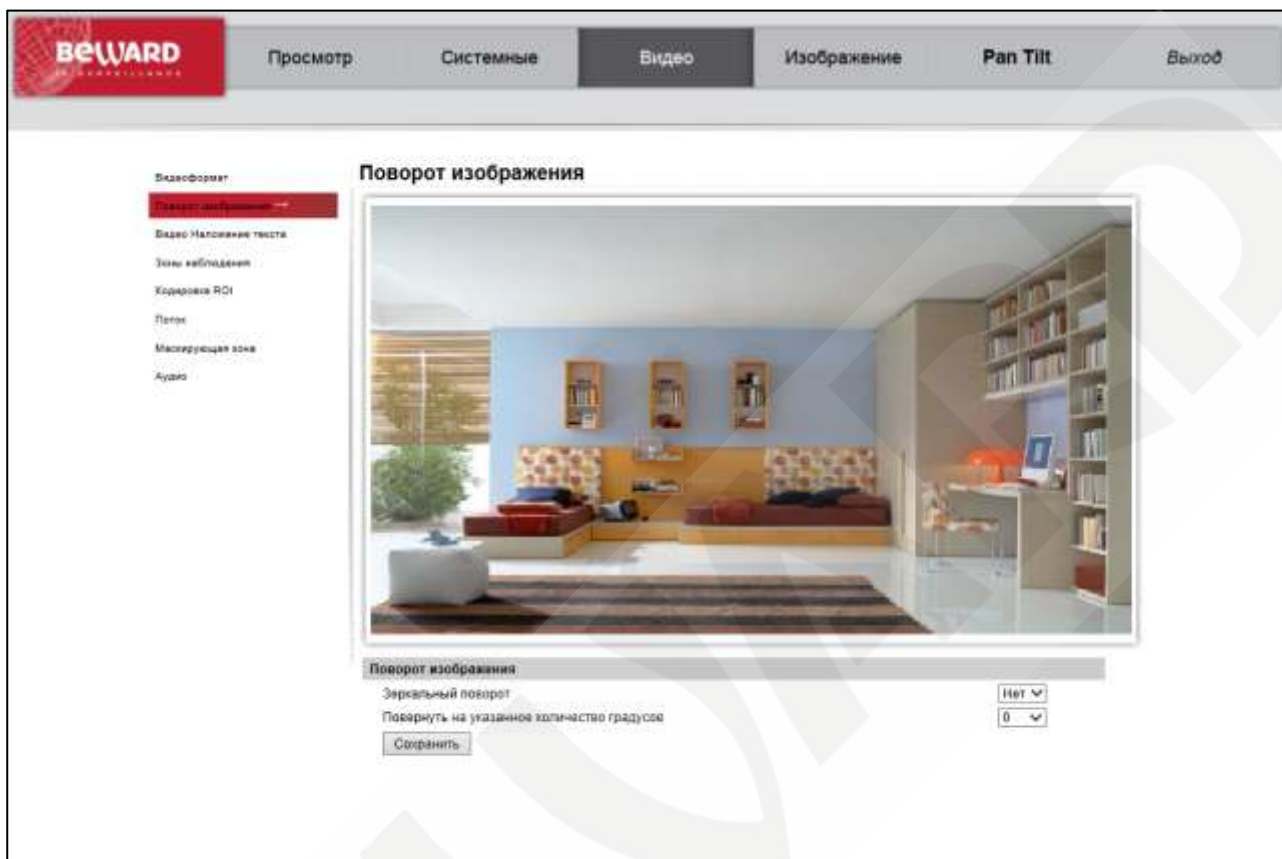 BEWARD
Просмотр Системные Видео Изображение Pan Tilt Выход
Видеоформат
Поворот изображения
Поворот изображения
Видео Наложение текста
Зоны наблюдения
Кодировка ROI
Поток
Маскирующая зона
Аудио
Поворот изображения
Зеркальный поворот Нет
Повернуть на указанное количество градусов 0
Сохранить